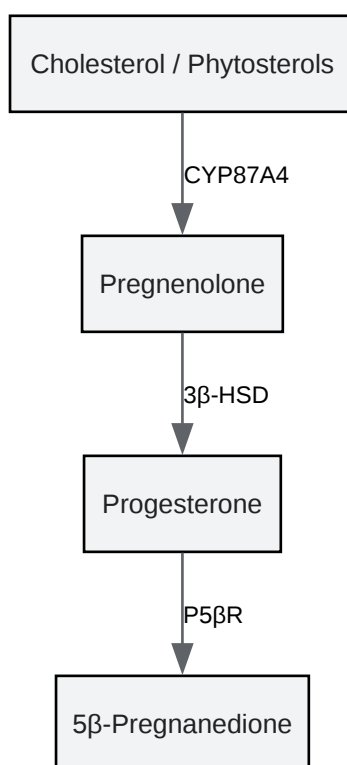 Cholesterol / Phytosterols
CYP87A4
Pregnenolone
3β-HSD
Progesterone
P5βR
5β-Pregnanedione